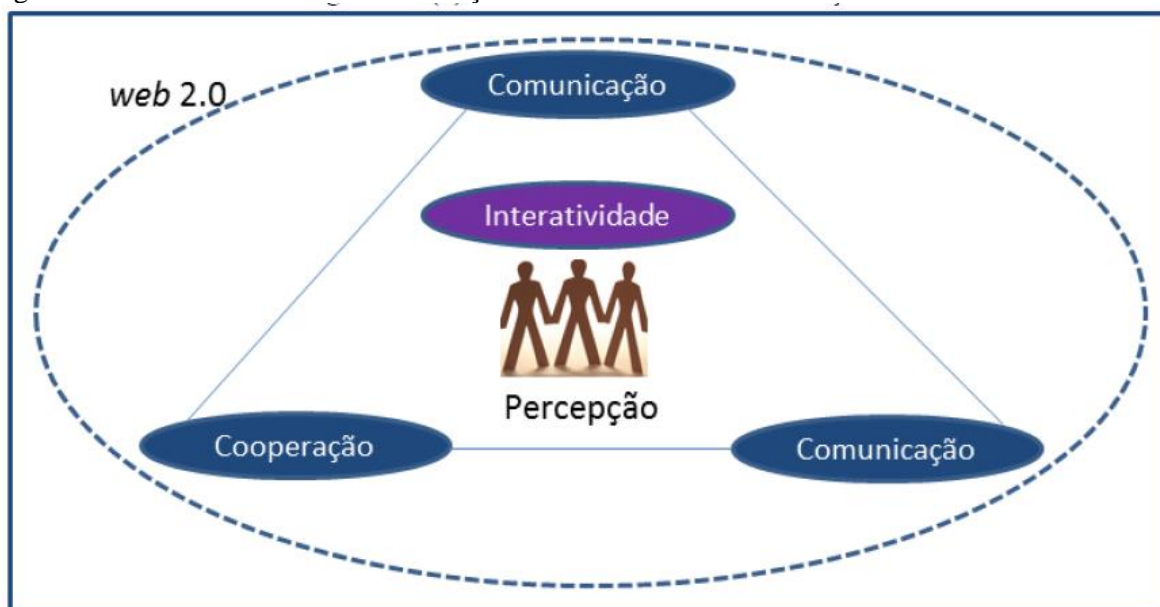 web 2.0
Comunicação
Interatividade
Percepção
Cooperação
Comunicação